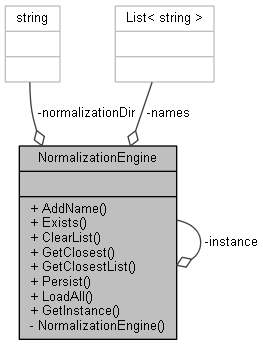 string
List< string >
-normalizationDir
-names
NormalizationEngine
+ AddName()
+ Exists()
+ ClearList()
+ GetClosest()
+ GetClosestList()
+ Persist()
+ LoadAll()
+ GetInstance()
- NormalizationEngine()
-instance